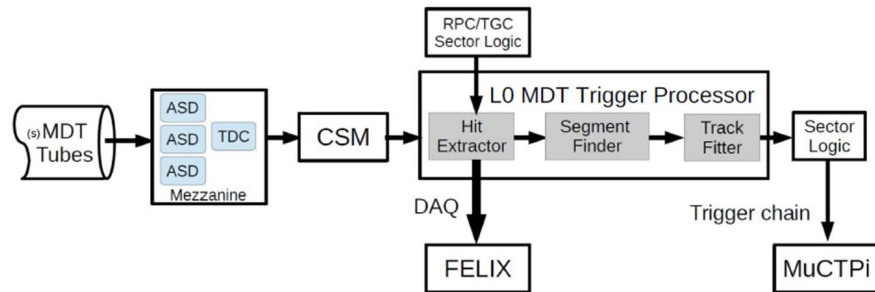 RPC/TGC
Sector Logic
L0 MDT Trigger Processor
(s) MDT
Tubes
ASD
ASD
ASD
TDC
Mezzanine
CSM
Hit
Extractor
Segment
Finder
Track
Fitter
Sector
Logic
DAQ
Trigger chain
FELIX
MuCTPi